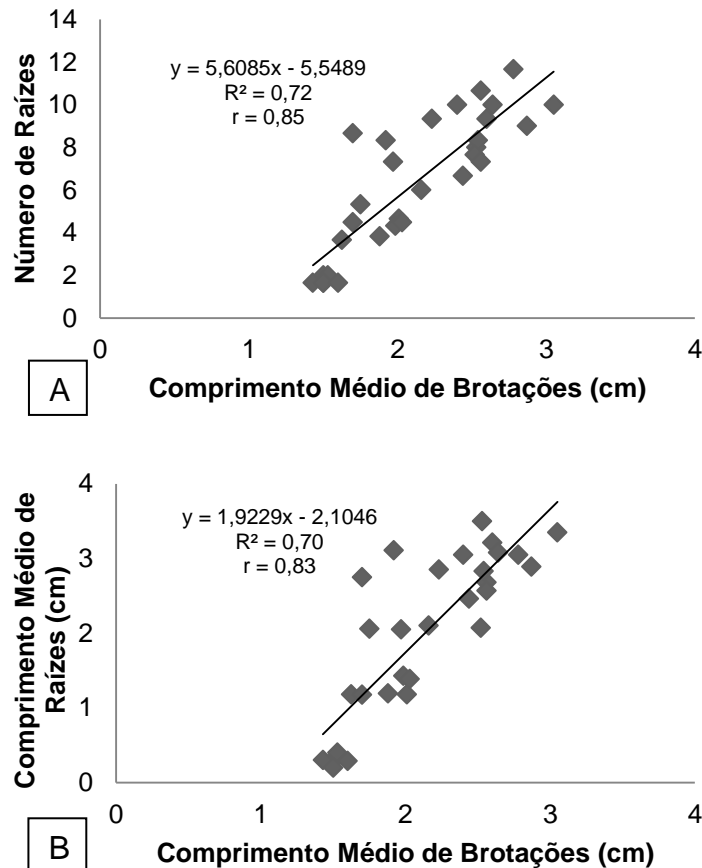 14
12
10
8
6
4
2
0
Número de Raízes
y = 5,6085x - 5,5489
R² = 0,72
r = 0,85
0 1 2 3 4
A
Comprimento Médio de Brotações (cm)
4
3
2
1
0
Comprimento Médio de
Raízes (cm)
y = 1,9229x - 2,1046
R² = 0,70
r = 0,83
0 1 2 3 4
B
Comprimento Médio de Brotações (cm)